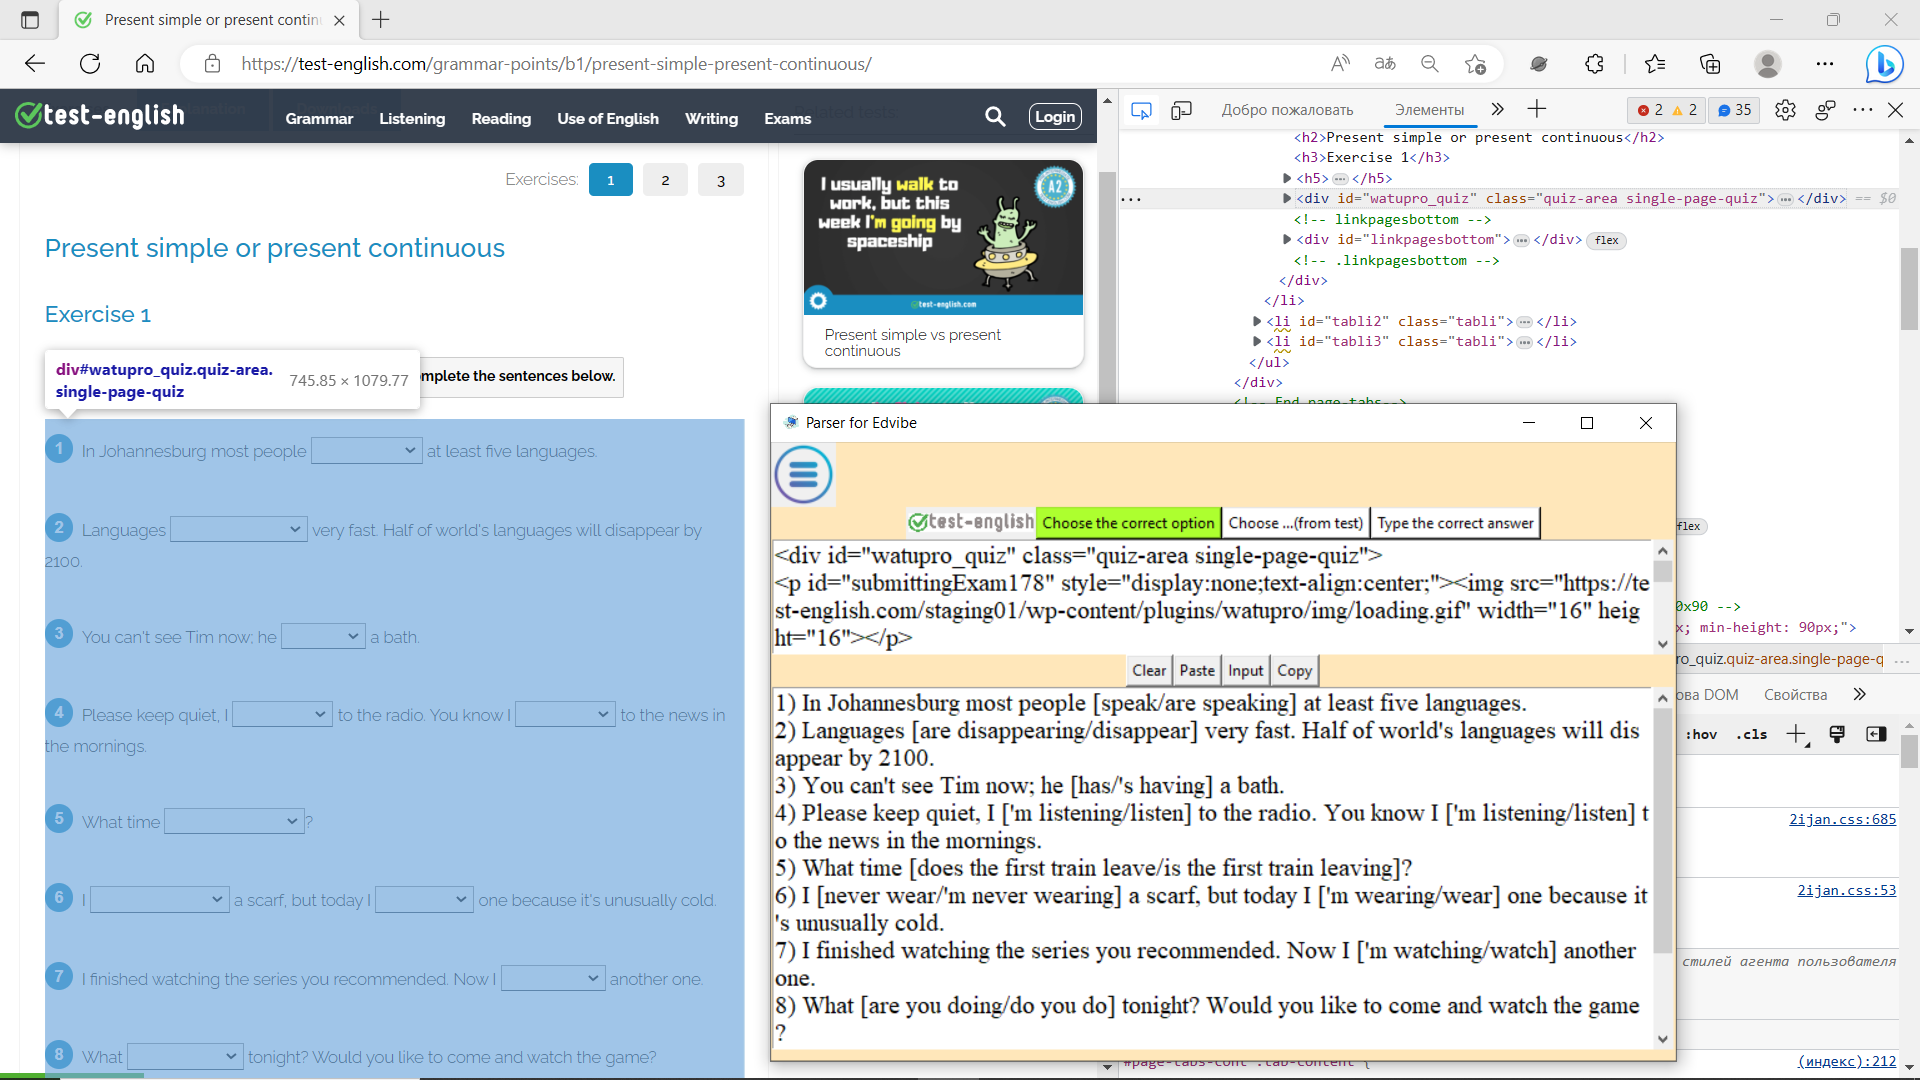 Present simple or present contin
https://test-english.com/grammar-points/b1/present-simple-present-continuous/
test-english
Grammar
Listening
Reading
Use of English
Writing
Exams
Login
Exercises:
1
2
3
Present simple or present continuous
Exercise 1
div#watupro_quiz.quiz-area.
single-page-quiz
745.85 × 1079.77
mplete the sentences below.
1 In Johannesburg most people at least five languages.
2 Languages very fast. Half of world's languages will disappear by
2100.
3 You can't see Tim now; he a bath.
4 Please keep quiet, I to the radio. You know I to the news in
the mornings.
5 What time ?
6 I a scarf, but today I one because it's unusually cold.
7 I finished watching the series you recommended. Now I another one.
8 What tonight? Would you like to come and watch the game?
I usually walk to
work, but this
week I'm going by
spaceship
A2
test-english.com
Present simple vs present
continuous
Добро пожаловать
Элементы
2
2
35
<h2>Present simple or present continuous</h2>
<h3>Exercise 1</h3>
<h5> … </h5>
<div id="watupro_quiz" class="quiz-area single-page-quiz"> … </div> == $0
<!-- linkpagesbottom -->
<div id="linkpagesbottom"> … </div> flex
<!-- .linkpagesbottom -->
</div>
</li>
<li id="tabli2" class="tabli"> … </li>
<li id="tabli3" class="tabli"> … </li>
</ul>
</div>
<!-- End page-tabs-->
Parser for Edvibe
test-english
Choose the correct option
Choose ...(from test)
Type the correct answer
<div id="watupro_quiz" class="quiz-area single-page-quiz">
<p id="submittingExam178" style="display:none;text-align:center;"><img src="https://te
st-english.com/staging01/wp-content/plugins/watupro/img/loading.gif" width="16" heig
ht="16"></p>
Clear
Paste
Input
Copy
1) In Johannesburg most people [speak/are speaking] at least five languages.
2) Languages [are disappearing/disappear] very fast. Half of world's languages will dis
appear by 2100.
3) You can't see Tim now; he [has/'s having] a bath.
4) Please keep quiet, I ['m listening/listen] to the radio. You know I ['m listening/listen] t
o the news in the mornings.
5) What time [does the first train leave/is the first train leaving]?
6) I [never wear/'m never wearing] a scarf, but today I ['m wearing/wear] one because it
's unusually cold.
7) I finished watching the series you recommended. Now I ['m watching/watch] another
one.
8) What [are you doing/do you do] tonight? Would you like to come and watch the game
?
flex
0x90 -->
x; min-height: 90px;">
ro_quiz.quiz-area.single-page-q
ова DOM
Свойства
:hov
.cls
2ijan.css:685
2ijan.css:53
стилей агента пользователя
(индекс):212
#page-tabs-cont .tab-content {